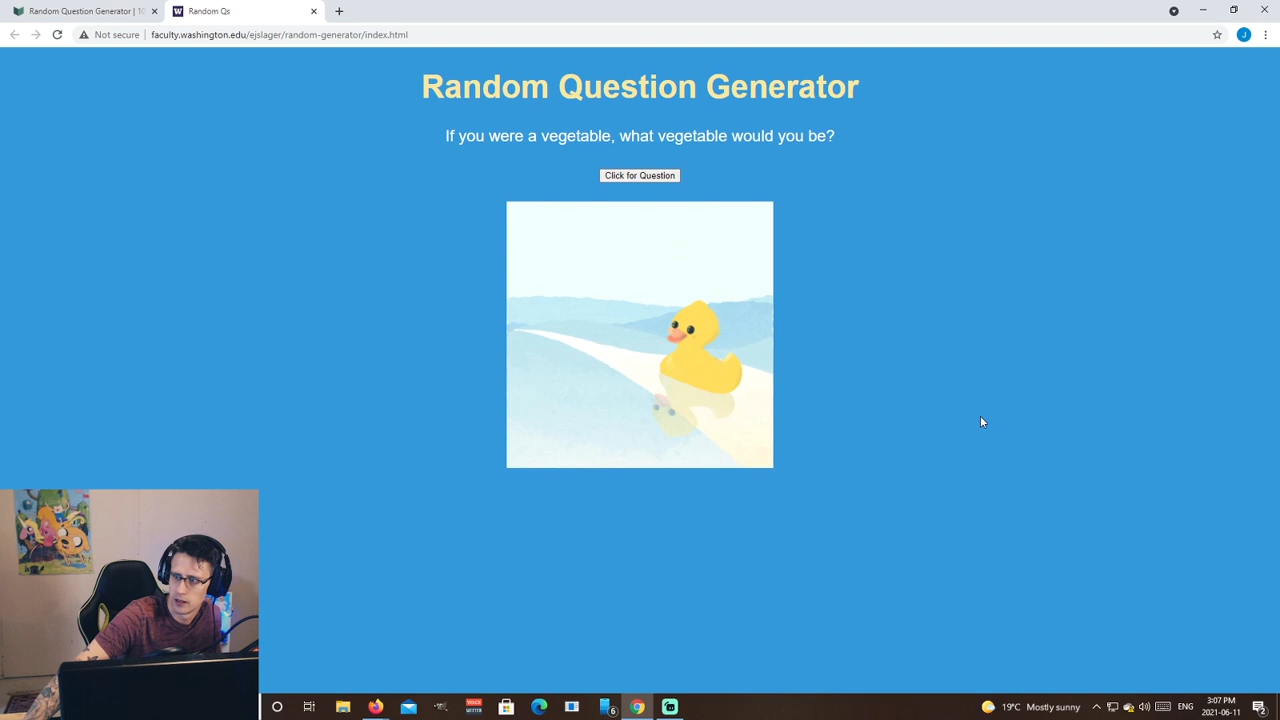 Random Question Generator | 10
Random Qs
Not secure
faculty.washington.edu/ejslager/random-generator/index.html
J
Random Question Generator
If you were a vegetable, what vegetable would you be?
Click for Question
6
19°C Mostly sunny
ENG
3:07 PM
2021-06-11
2